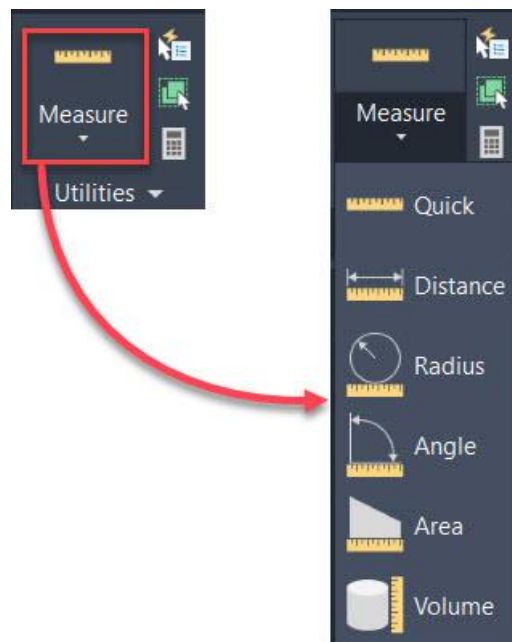 Measure
Utilities
Measure
Quick
Distance
Radius
Angle
Area
Volume